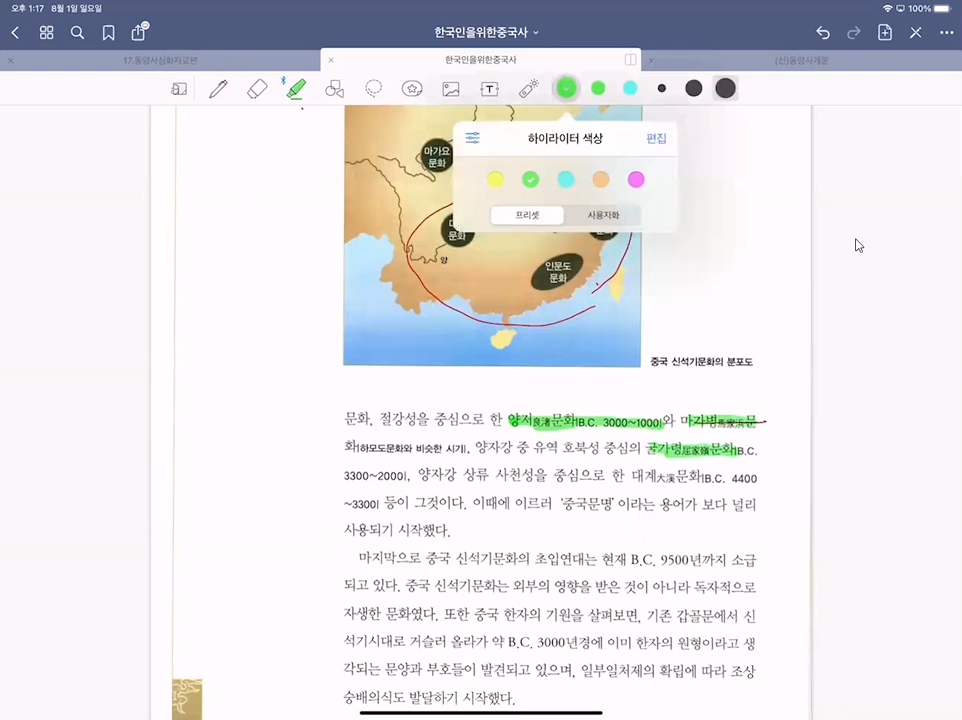 오후 1:17 8월 1일 일요일
100%
한국인을위한중국사
17.동양사심화자료편
한국인을위한중국사
(신)동양사개론
하이라이터 색상
편집
프리셋
사용자화
마가요
문화
문화
양
인문도
문화
중국 신석기문화의 분포도
문화, 절강성을 중심으로 한 양저良渚문화|B.C. 3000~1000|와 마가병馬家浜문
화|하모도문화와 비슷한 시기|, 양자강 중 유역 호북성 중심의 굴가령屈家嶺문화|B.C.
3300~2000|, 양자강 상류 사천성을 중심으로 한 대계大溪문화|B.C. 4400
~3300| 등이 그것이다. 이때에 이르러 '중국문명' 이라는 용어가 보다 널리
사용되기 시작했다.
마지막으로 중국 신석기문화의 초입연대는 현재 B.C. 9500년까지 소급
되고 있다. 중국 신석기문화는 외부의 영향을 받은 것이 아니라 독자적으로
자생한 문화였다. 또한 중국 한자의 기원을 살펴보면, 기존 갑골문에서 신
석기시대로 거슬러 올라가 약 B.C. 3000년경에 이미 한자의 원형이라고 생
각되는 문양과 부호들이 발견되고 있으며, 일부일처제의 확립에 따라 조상
숭배의식도 발달하기 시작했다.